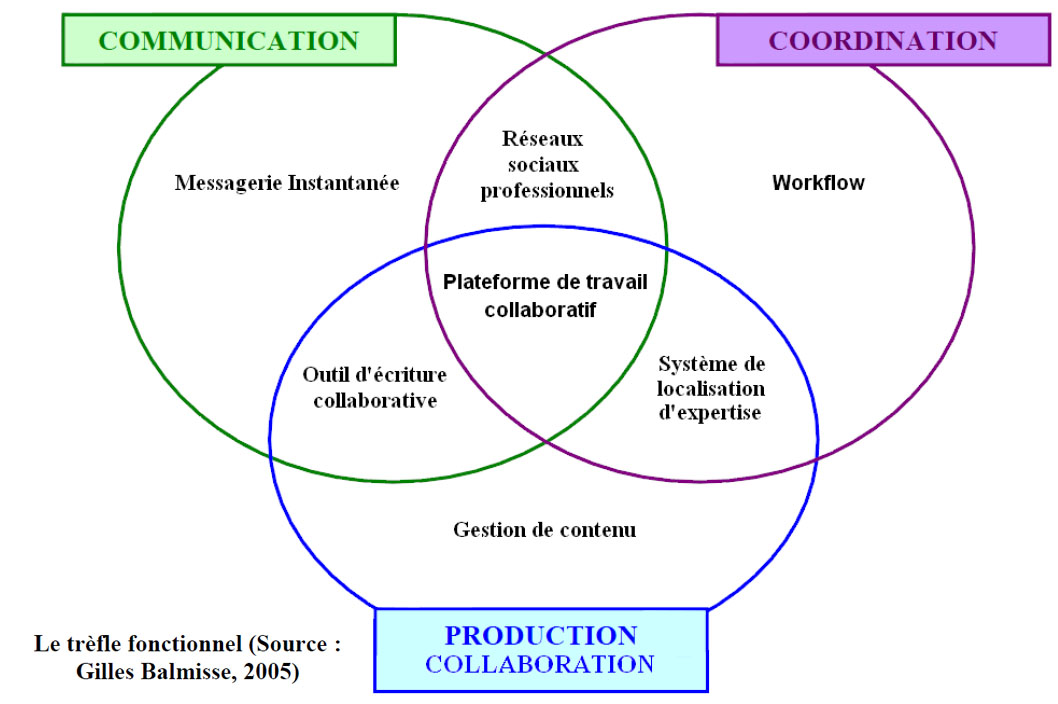 COMMUNICATION
COORDINATION
Réseaux
sociaux
professionnels
Messagerie Instantanée
Workflow
Plateforme de travail
collaboratif
Outil d'écriture
collaborative
Système de
localisation
d'expertise
Gestion de contenu
PRODUCTION
COLLABORATION
Le trèfle fonctionnel (Source :
Gilles Balmisse, 2005)